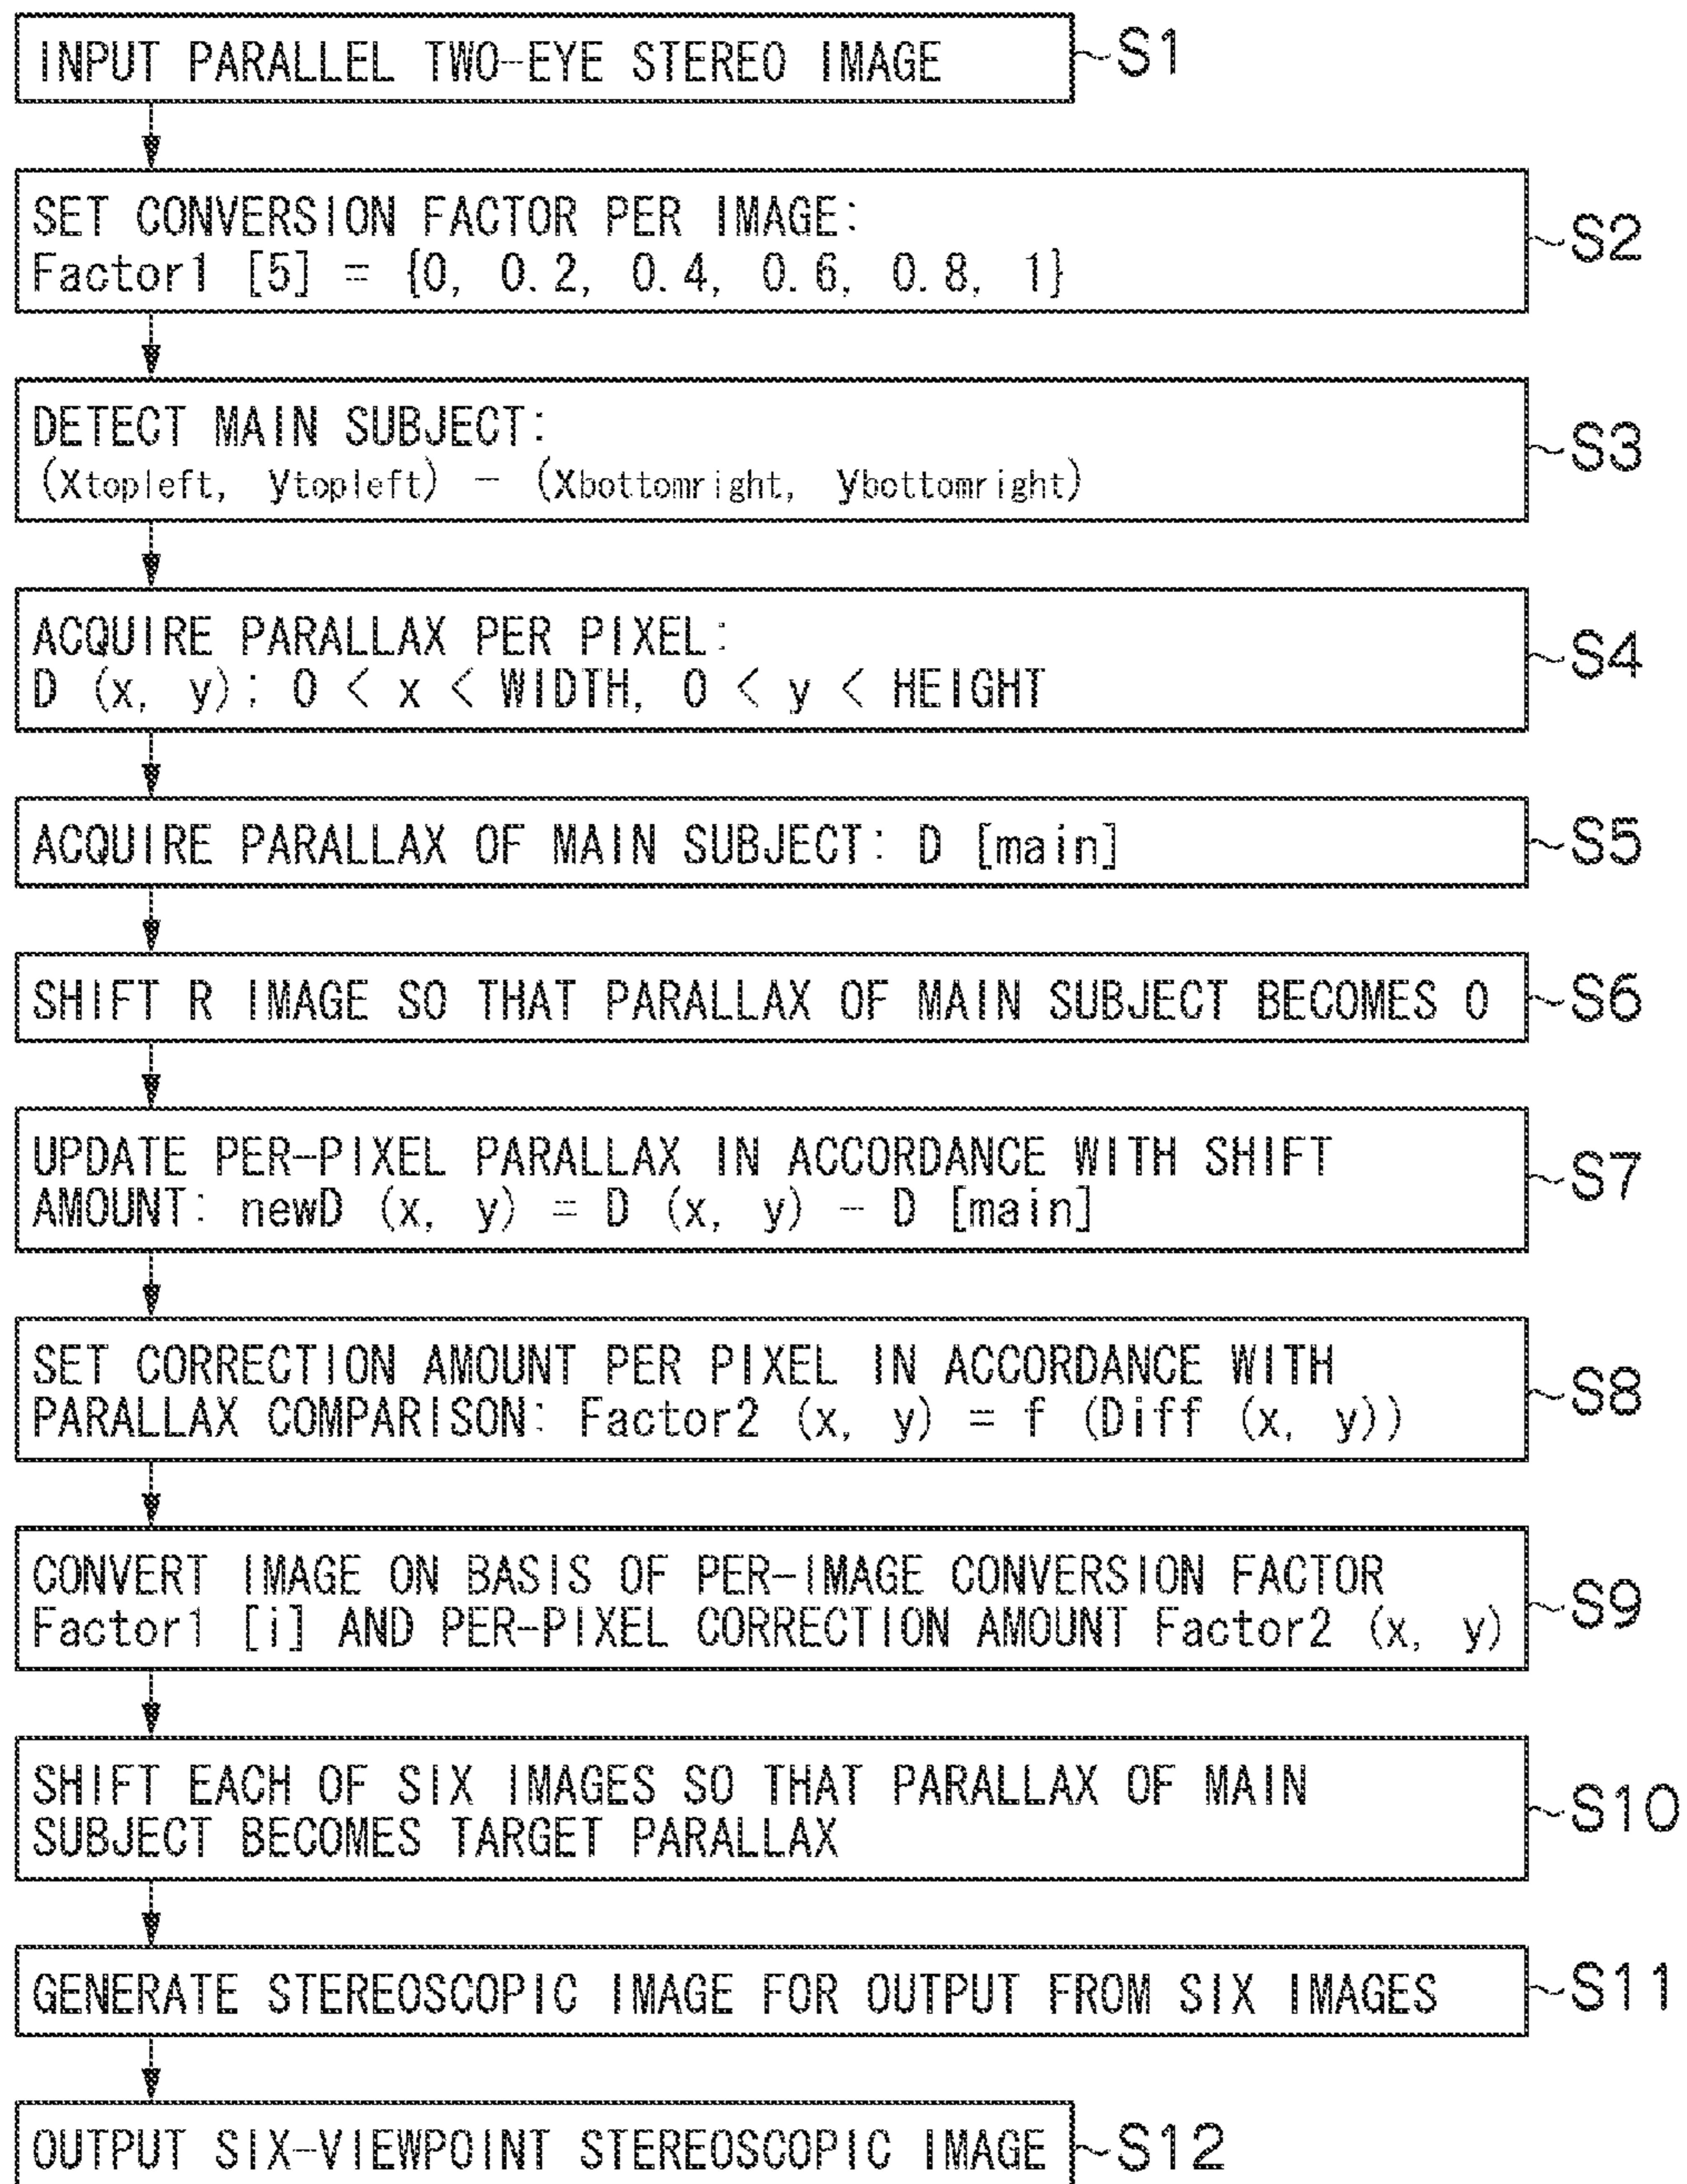 INPUT PARALLEL TWO-EYE STEREO IMAGE
S1
SET CONVERSION FACTOR PER IMAGE:
Factor1 [5] = {0, 0.2, 0.4, 0.6, 0.8, 1}
S2
DETECT MAIN SUBJECT:
(Xtopleft, ytopleft) - (Xbottomright, ybottomright)
S3
ACQUIRE PARALLAX PER PIXEL:
D (x, y): 0 < x < WIDTH, 0 < y < HEIGHT
S4
ACQUIRE PARALLAX OF MAIN SUBJECT: D [main]
S5
SHIFT R IMAGE SO THAT PARALLAX OF MAIN SUBJECT BECOMES 0
S6
UPDATE PER-PIXEL PARALLAX IN ACCORDANCE WITH SHIFT
AMOUNT: newD (x, y) = D (x, y) - D [main]
S7
SET CORRECTION AMOUNT PER PIXEL IN ACCORDANCE WITH
PARALLAX COMPARISON: Factor2 (x, y) = f (Diff (x, y))
S8
CONVERT IMAGE ON BASIS OF PER-IMAGE CONVERSION FACTOR
Factor1 [i] AND PER-PIXEL CORRECTION AMOUNT Factor2 (x, y)
S9
SHIFT EACH OF SIX IMAGES SO THAT PARALLAX OF MAIN
SUBJECT BECOMES TARGET PARALLAX
S10
GENERATE STEREOSCOPIC IMAGE FOR OUTPUT FROM SIX IMAGES
S11
OUTPUT SIX-VIEWPOINT STEREOSCOPIC IMAGE
S12